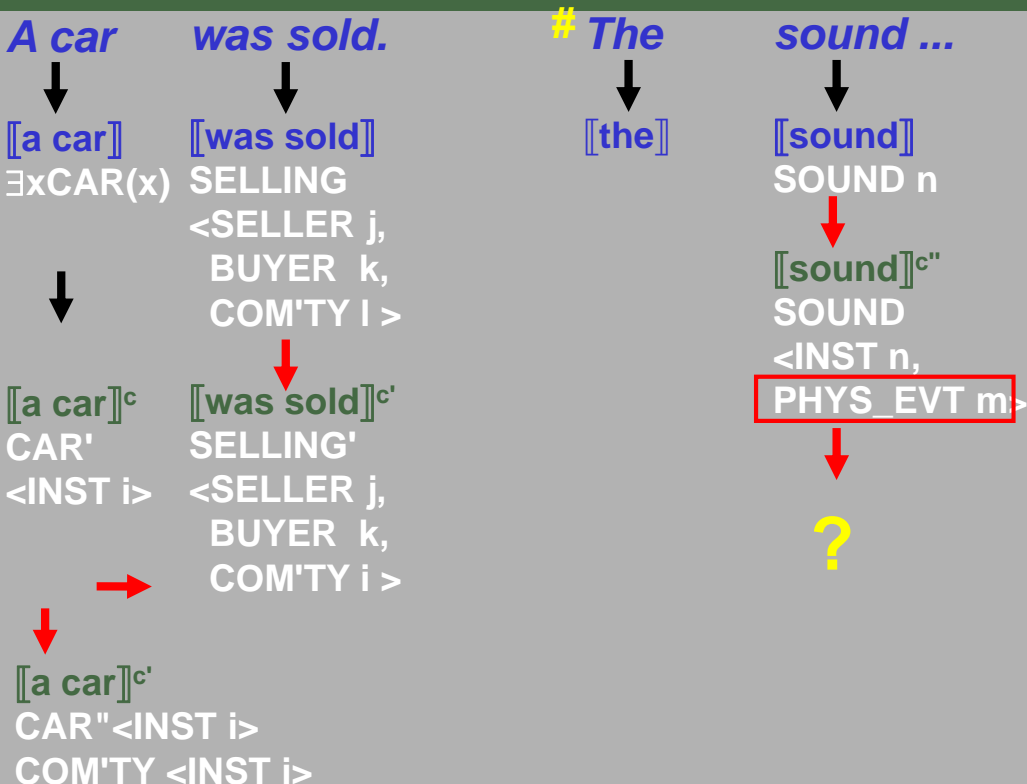 A car was sold. # The sound ...
⟦a car⟧ ⟦was sold⟧ ⟦the⟧ ⟦sound⟧
∃xCAR(x) SELLING SOUND n
<SELLER j,
BUYER k, ⟦sound⟧c"
COM'TY l > SOUND
<INST n,
⟦a car⟧c ⟦was sold⟧c' PHYS_EVT m>
CAR' SELLING'
<INST i> <SELLER j,
BUYER k, ?
COM'TY i >
⟦a car⟧c'
CAR"<INST i>
COM'TY <INST i>